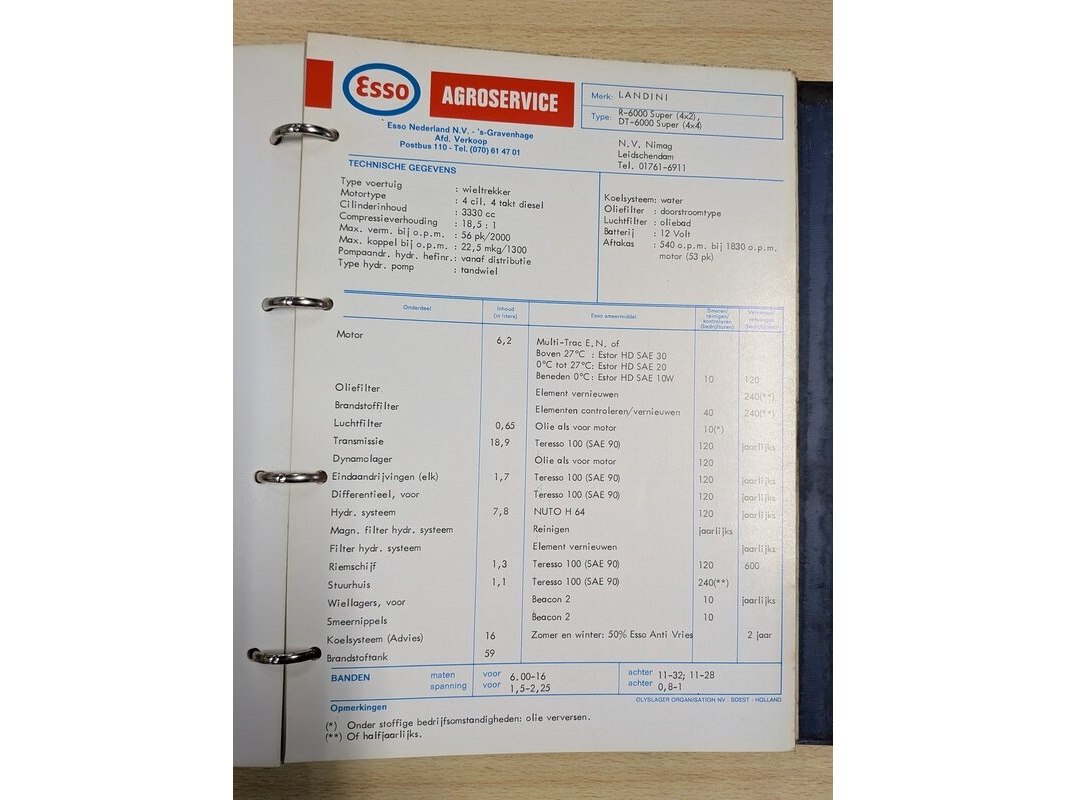 Esso
AGROSERVICE
Merk: LANDINI
Type: R-6000 Super (4x2),
DT-6000 Super (4x4)
Esso Nederland N.V. - 's-Gravenhage
Afd. Verkoop
Postbus 110 - Tel. (070) 61 47 01
N.V. Nimag
Leidschendam
Tel. 01761-6911
TECHNISCHE GEGEVENS
Type voertuig : wieltrekker
Motortype : 4 cil. 4 takt diesel
Cilinderinhoud : 3330 cc
Compressieverhouding : 18,5 : 1
Max. verm. bij o.p.m. : 56 pk/2000
Max. koppel bij o.p.m. : 22,5 mkg/1300
Pompaandr. hydr. hefinr.: vanaf distributie
Type hydr. pomp : tandwiel
Koelsysteem: water
Oliefilter : doorstroomtype
Luchtfilter : oliebad
Batterij : 12 Volt
Aftakas : 540 o.p.m. bij 1830 o.p.m.
motor (53 pk)
Onderdeel
Inhoud
(in liters)
Esso smeermiddel
Smeren/
reinigen/
kontroleren
(bedrijfsuren)
Verversen/
(bedrijfsuren)
Motor 6,2 Multi-Trac E.N. of
Boven 27°C : Estor HD SAE 30
0°C tot 27°C: Estor HD SAE 20
Beneden 0°C: Estor HD SAE 10W 10 120
Oliefilter Element vernieuwen 240(**)
Brandstoffilter Elementen controleren/vernieuwen 40 240(**)
Luchtfilter 0,65 Olie als voor motor 10(*)
Transmissie 18,9 Teresso 100 (SAE 90) 120 jaarlijks
Dynamolager Olie als voor motor 120
Eindaandrijvingen (elk) 1,7 Teresso 100 (SAE 90) 120 jaarlijks
Differentieel, voor Teresso 100 (SAE 90) 120 jaarlijks
Hydr. systeem 7,8 NUTO H 64 120 jaarlijks
Magn. filter hydr. systeem Reinigen jaarlijks
Filter hydr. systeem Element vernieuwen jaarlijks
Riemschijf 1,3 Teresso 100 (SAE 90) 120 600
Stuurhuis 1,1 Teresso 100 (SAE 90) 240(**)
Wiellagers, voor Beacon 2 10 jaarlijks
Smeernippels Beacon 2 10
Koelsysteem (Advies) 16 Zomer en winter: 50% Esso Anti Vries 2 jaar
Brandstoftank 59
BANDEN maten voor 6.00-16 achter 11-32; 11-28
spanning voor 1,5-2,25 achter 0,8-1
OLYSLAGER ORGANISATION NV - SOEST - HOLLAND
Opmerkingen
(*) Onder stoffige bedrijfsomstandigheden: olie verversen.
(**) Of halfjaarlijks.